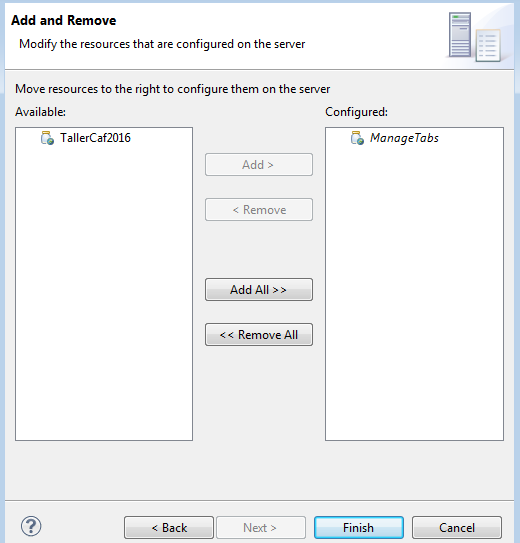 Add and Remove
Modify the resources that are configured on the server
Move resources to the right to configure them on the server
Available:
Configured:
TallerCaf2016
ManageTabs
Add >
< Remove
Add All >>
<< Remove All
?
< Back
Next >
Finish
Cancel